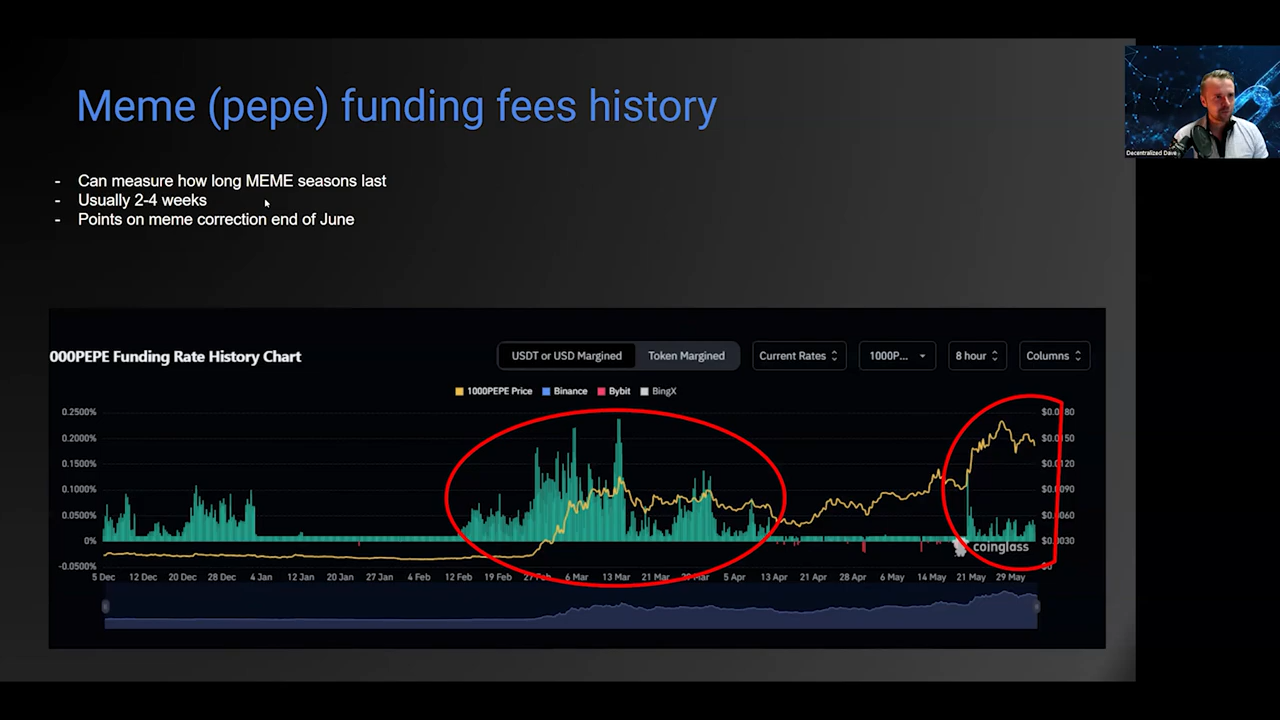 Meme (pepe) funding fees history
- Can measure how long MEME seasons last
- Usually 2-4 weeks
- Points on meme correction end of June
Decentralized Dave
000PEPE Funding Rate History Chart
USDT or USD Margined Token Margined Current Rates 1000P... 8 hour Columns
1000PEPE Price Binance Bybit BingX
0.2500%
0.2000%
0.1500%
0.1000%
0.0500%
0%
-0.0500%
$0.0150
$0.0120
$0.0090
$0.0060
$0.0030
$0
coinglass
5 Dec 12 Dec 20 Dec 28 Dec 4 Jan 12 Jan 20 Jan 27 Jan 4 Feb 12 Feb 19 Feb 27 Feb 6 Mar 13 Mar 21 Mar 29 Mar 5 Apr 13 Apr 21 Apr 28 Apr 6 May 14 May 21 May 29 May